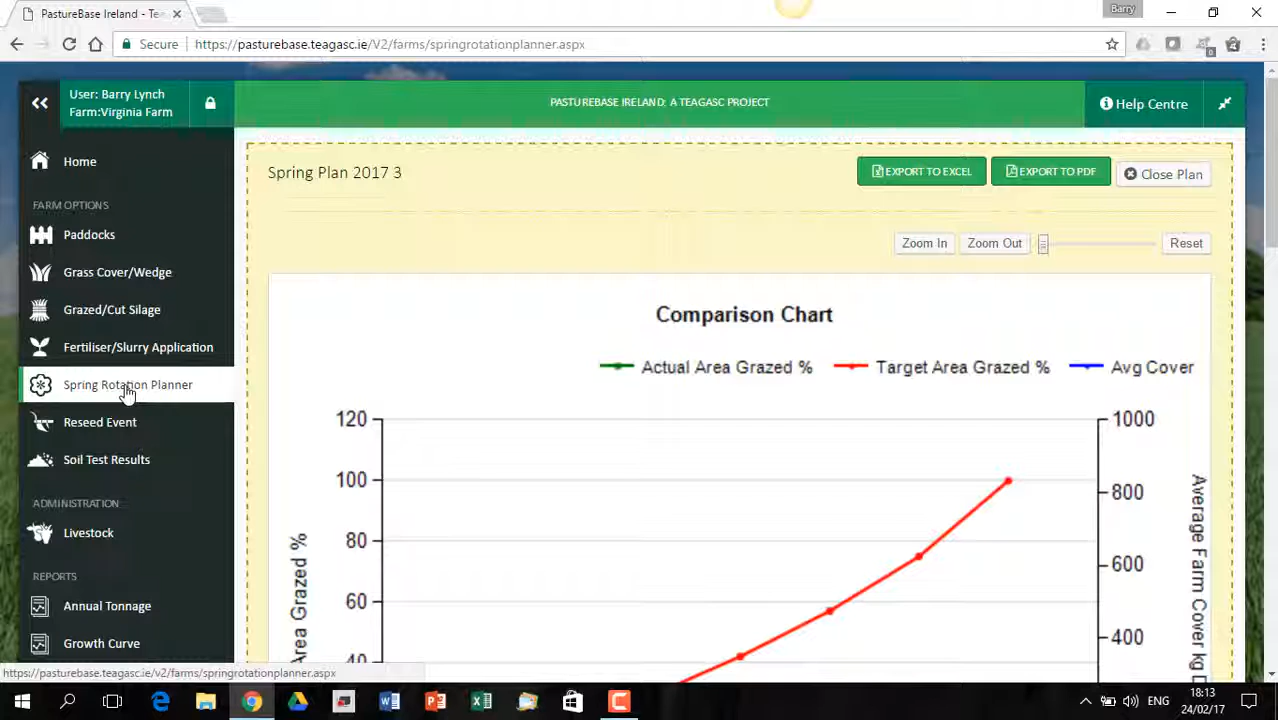 PastureBase Ireland - Tea
Barry
Secure
https://pasturebase.teagasc.ie/V2/farms/springrotationplanner.aspx
User: Barry Lynch
Farm:Virginia Farm
PASTUREBASE IRELAND: A TEAGASC PROJECT
Help Centre
Home
FARM OPTIONS
Paddocks
Grass Cover/Wedge
Grazed/Cut Silage
Fertiliser/Slurry Application
Spring Rotation Planner
Reseed Event
Soil Test Results
ADMINISTRATION
Livestock
REPORTS
Annual Tonnage
Growth Curve
Spring Plan 2017 3
EXPORT TO EXCEL
EXPORT TO PDF
Close Plan
Zoom In
Zoom Out
Reset
Comparison Chart
Actual Area Grazed %
Target Area Grazed %
Avg Cover
120
100
80
60
40
Area Grazed %
1000
800
600
400
Average Farm Cover kg D
https://pasturebase.teagasc.ie/v2/farms/springrotationplanner.aspx
ENG
18:13
24/02/17